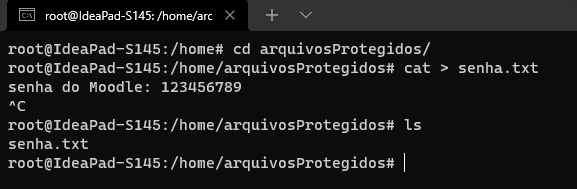 root@IdeaPad-S145: /home/arc
root@IdeaPad-S145:/home# cd arquivosProtegidos/
root@IdeaPad-S145:/home/arquivosProtegidos# cat > senha.txt
senha do Moodle: 123456789
^C
root@IdeaPad-S145:/home/arquivosProtegidos# ls
senha.txt
root@IdeaPad-S145:/home/arquivosProtegidos#